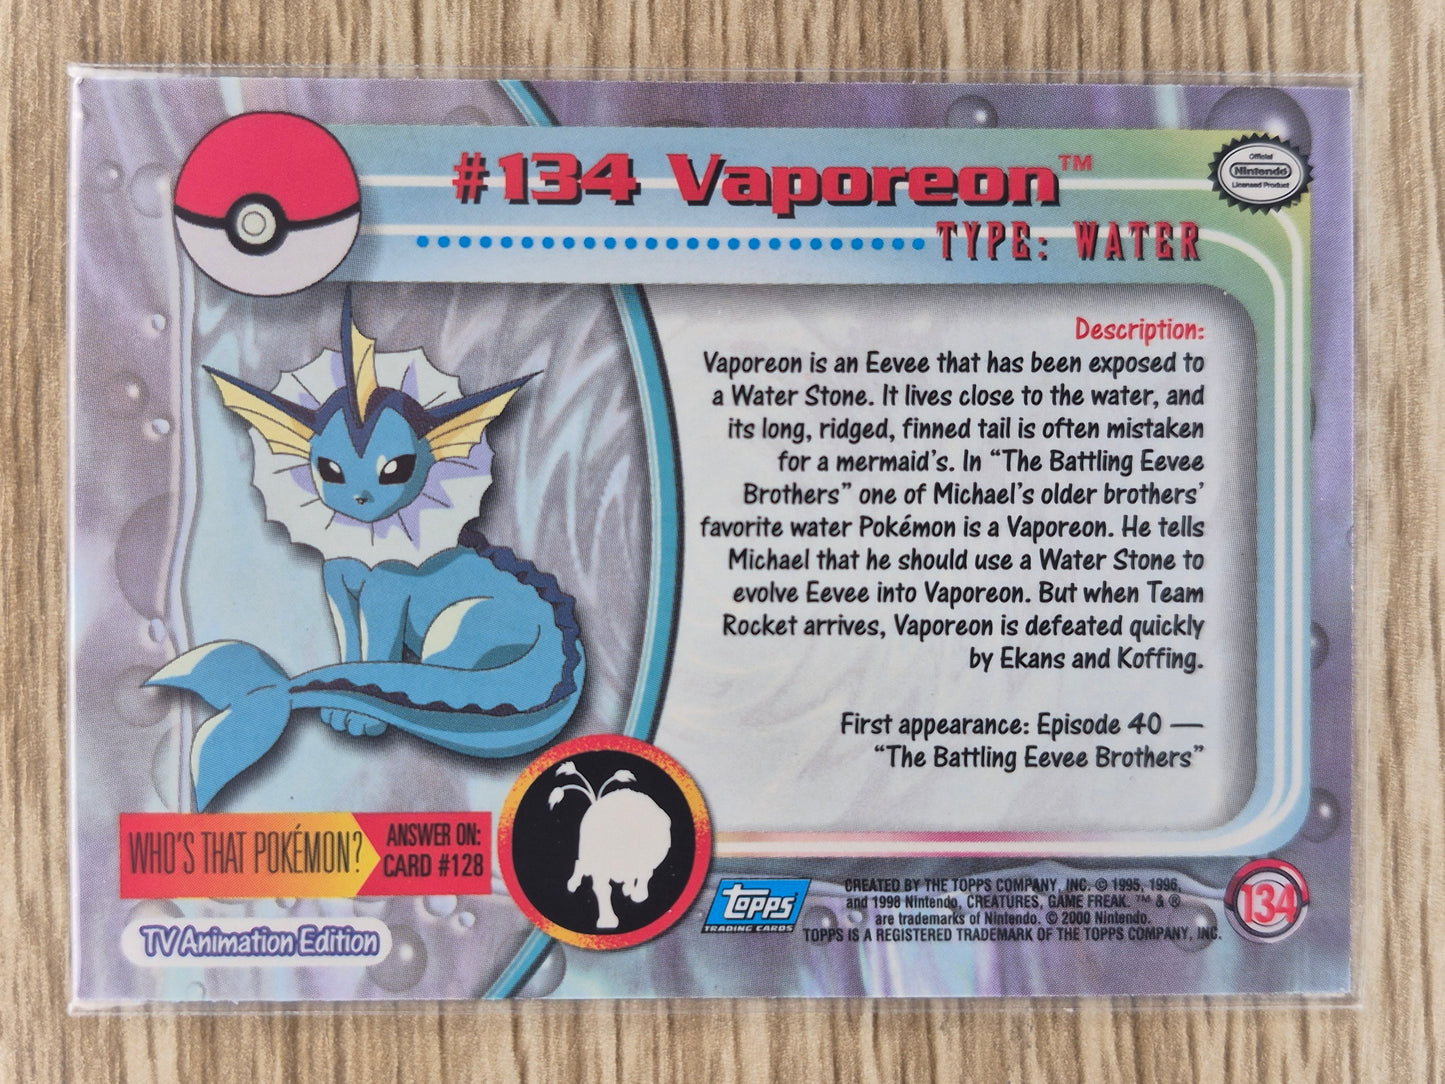 #134 Vaporeon™
Official
Nintendo
Licensed Product
TYPE: WATER
Description:
Vaporeon is an Eevee that has been exposed to
a Water Stone. It lives close to the water, and
its long, ridged, finned tail is often mistaken
for a mermaid's. In “The Battling Eevee
Brothers” one of Michael's older brothers'
favorite water Pokémon is a Vaporeon. He tells
Michael that he should use a Water Stone to
evolve Eevee into Vaporeon. But when Team
Rocket arrives, Vaporeon is defeated quickly
by Ekans and Koffing.
First appearance: Episode 40 —
“The Battling Eevee Brothers”
WHO'S THAT POKÉMON?
ANSWER ON:
CARD #128
TV Animation Edition
topps
TRADING CARDS
CREATED BY THE TOPPS COMPANY, INC. © 1995, 1996,
and 1998 Nintendo, CREATURES, GAME FREAK. ™ & ®
are trademarks of Nintendo. © 2000 Nintendo.
TOPPS IS A REGISTERED TRADEMARK OF THE TOPPS COMPANY, INC.
134